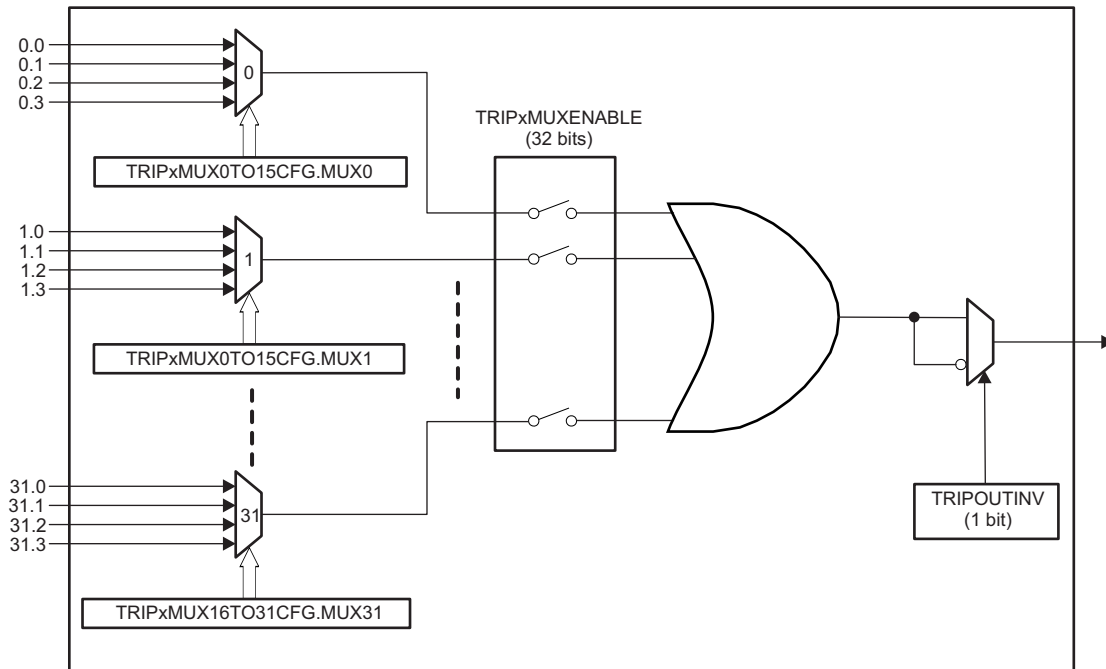 0.0
0.1
0.2
0.3
0
TRIPxMUX0TO15CFG.MUX0
TRIPxMUXENABLE
(32 bits)
1.0
1.1
1.2
1.3
1
TRIPxMUX0TO15CFG.MUX1
31.0
31.1
31.2
31.3
31
TRIPxMUX16TO31CFG.MUX31
TRIPOUTINV
(1 bit)